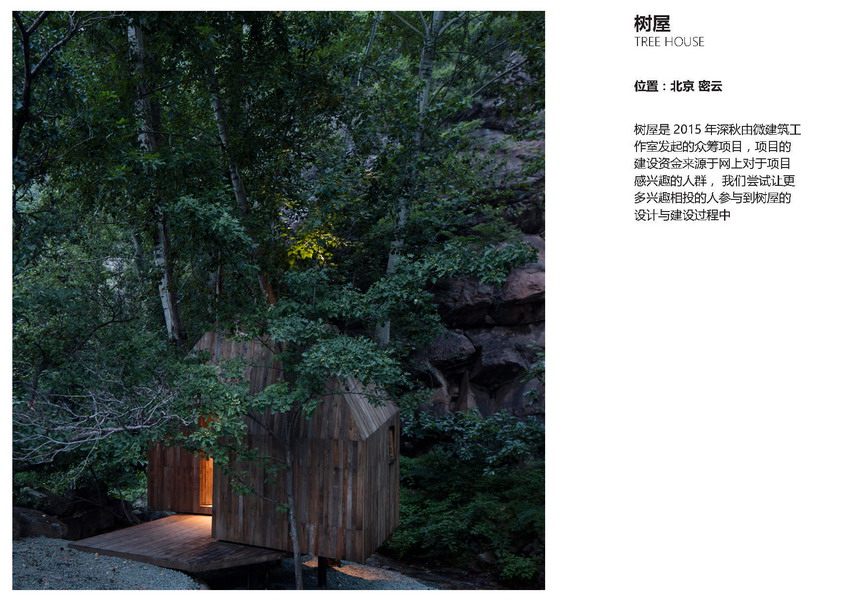 树屋
TREE HOUSE
位置：北京 密云
树屋是 2015 年深秋由微建筑工
作室发起的众筹项目，项目的
建设资金来源于网上对于项目
感兴趣的人群， 我们尝试让更
多兴趣相投的人参与到树屋的
设计与建设过程中